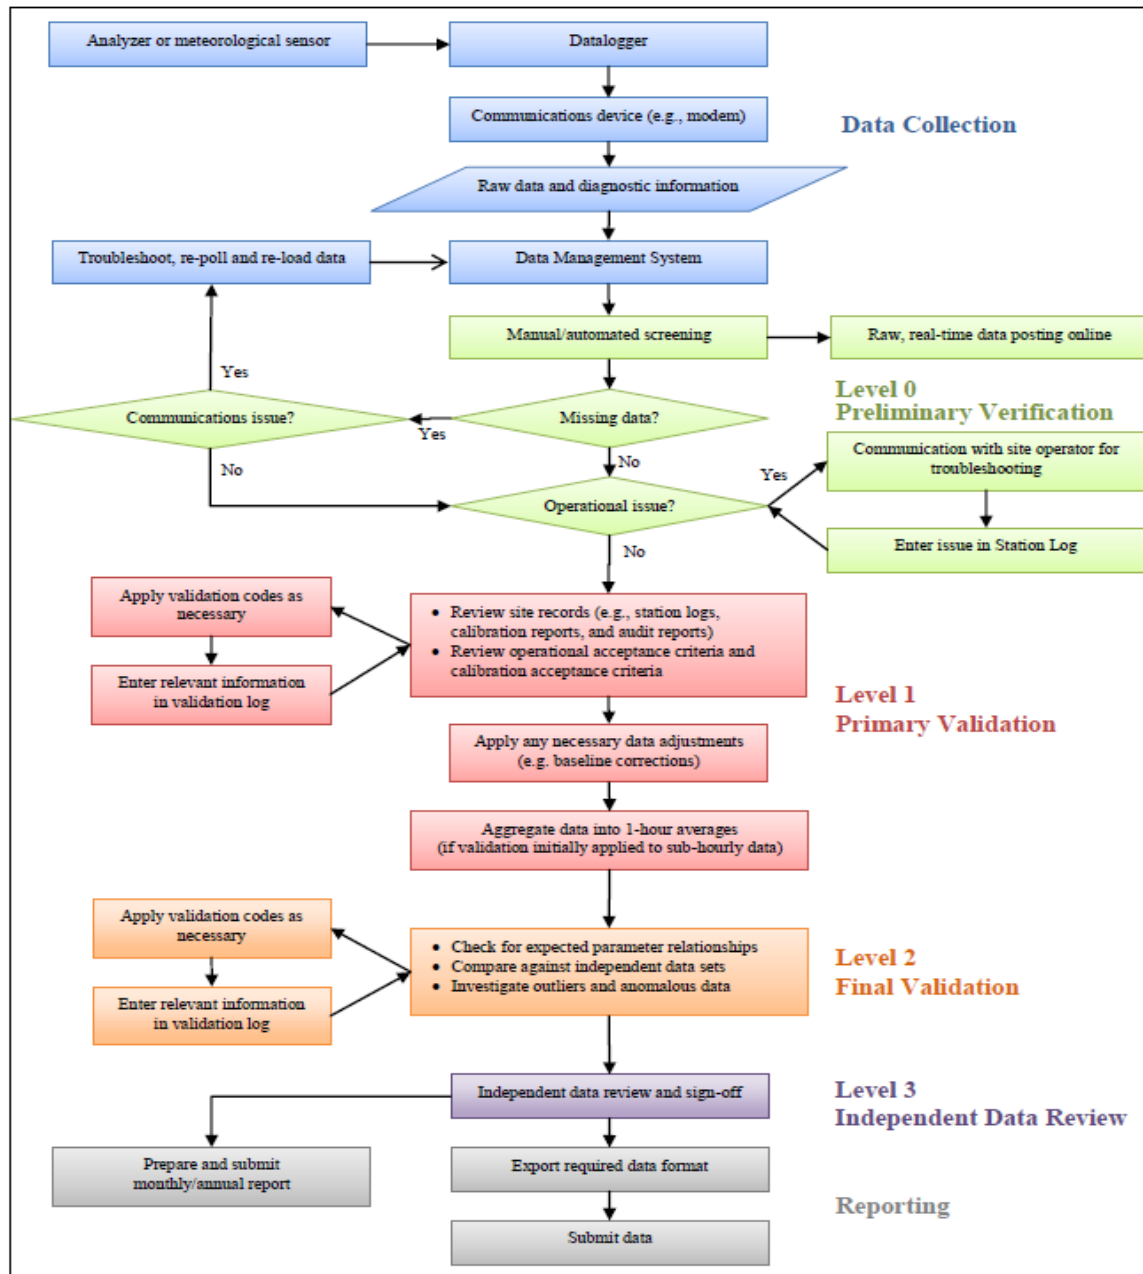 Analyzer or meteorological sensor
Datalogger
Communications device (e.g., modem)
Data Collection
Raw data and diagnostic information
Troubleshoot, re-poll and re-load data
Data Management System
Manual/automated screening
Raw, real-time data posting online
Yes
Level 0
Preliminary Verification
Communications issue?
Missing data?
Yes
Communication with site operator for
troubleshooting
No
No
Yes
Operational issue?
Enter issue in Station Log
No
Apply validation codes as
necessary
• Review site records (e.g., station logs,
calibration reports, and audit reports)
• Review operational acceptance criteria and
calibration acceptance criteria
Enter relevant information
in validation log
Level 1
Primary Validation
Apply any necessary data adjustments
(e.g. baseline corrections)
Aggregate data into 1-hour averages
(if validation initially applied to sub-hourly data)
Apply validation codes as
necessary
• Check for expected parameter relationships
• Compare against independent data sets
• Investigate outliers and anomalous data
Enter relevant information
in validation log
Level 2
Final Validation
Independent data review and sign-off
Level 3
Independent Data Review
Prepare and submit
monthly/annual report
Export required data format
Reporting
Submit data